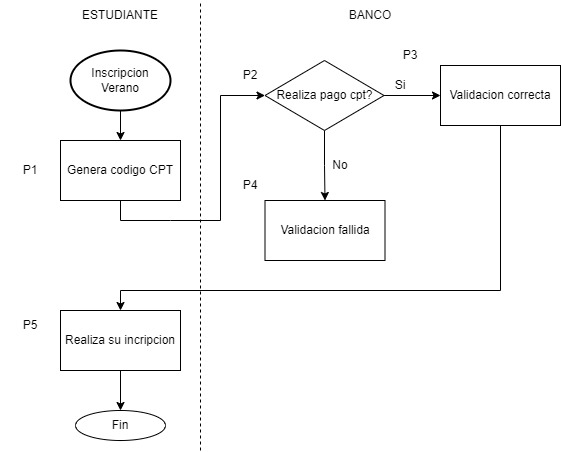 ESTUDIANTE
BANCO
Inscripcion
Verano
P1
Genera codigo CPT
P2
Realiza pago cpt?
Si
P3
Validacion correcta
No
P4
Validacion fallida
P5
Realiza su incripcion
Fin